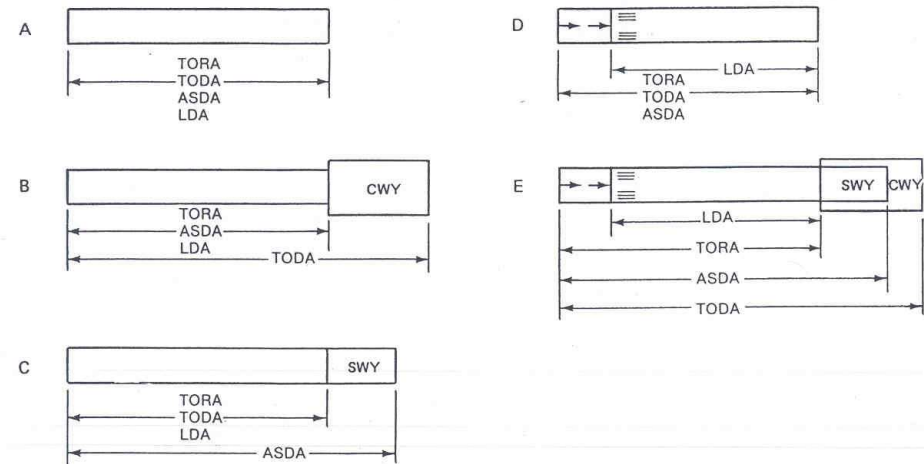 A
TORA
TODA
ASDA
LDA
B
CWY
TORA
ASDA
LDA
TODA
C
SWY
TORA
TODA
LDA
ASDA
D
LDA
TORA
TODA
ASDA
E
SWY CWY
LDA
TORA
ASDA
TODA